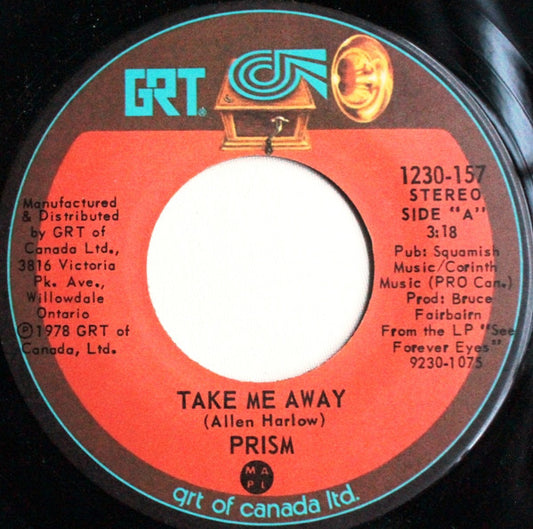 GRT®
1230-157
STEREO
SIDE "A"
3:18
Pub: Squamish
Music/Corinth
Music (PRO Can.)
Prod: Bruce
Fairbairn
From the LP "See
Forever Eyes"
9230-1075
Manufactured
& Distributed
by GRT of
Canada Ltd.,
3816 Victoria
Pk. Ave.,
Willowdale
Ontario
℗1978 GRT of
Canada, Ltd.
TAKE ME AWAY
(Allen Harlow)
PRISM
M A
P L
grt of canada ltd.